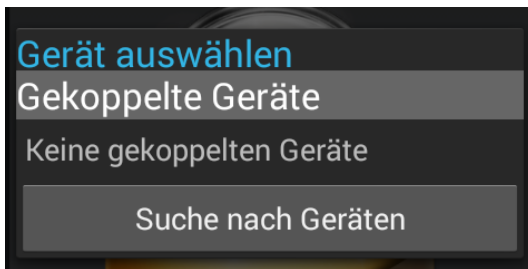 Gerät auswählen
Gekoppelte Geräte
Keine gekoppelten Geräte
Suche nach Geräten